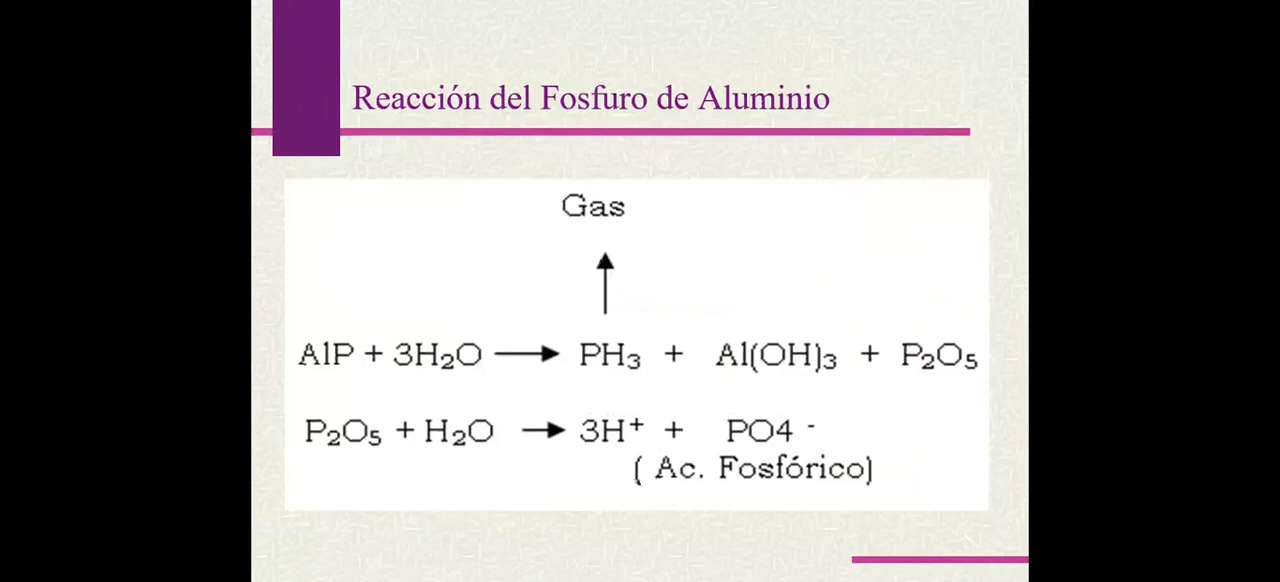 Reacción del Fosfuro de Aluminio
Gas
AlP + 3H₂O ⟶ PH₃ + Al(OH)₃ + P₂O₅
P₂O₅ + H₂O ⟶ 3H⁺ + PO4 ⁻
( Ac. Fosfórico)